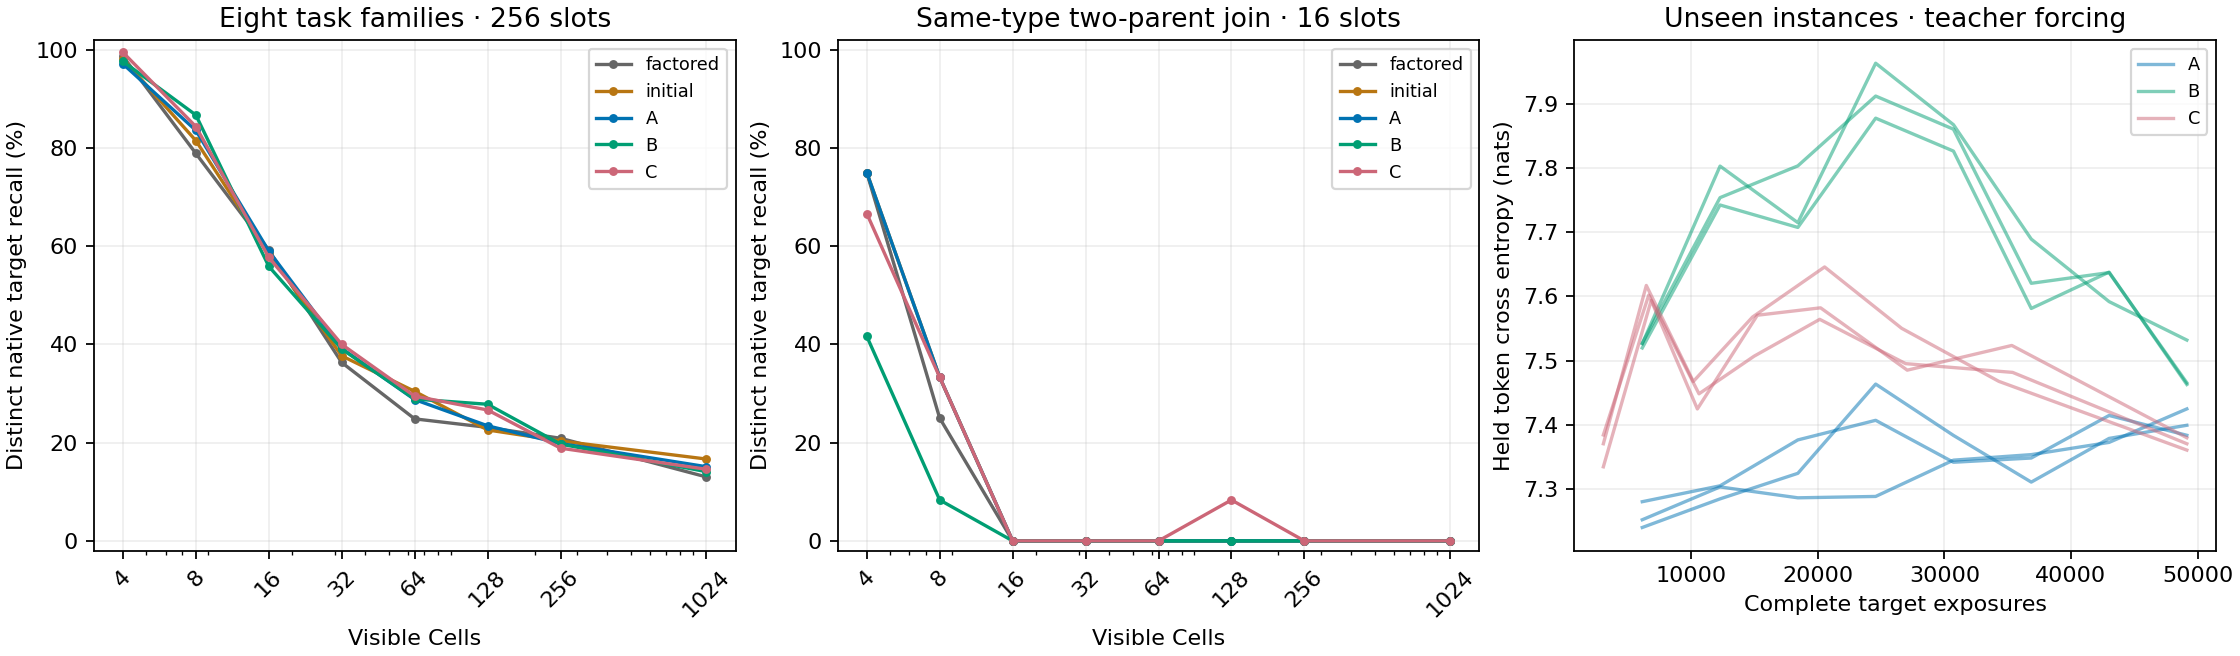 Eight task families · 256 slots
Distinct native target recall (%)
100
80
60
40
20
0
factored
initial
A
B
C
4
8
16
32
64
128
256
1024
Visible Cells
Same-type two-parent join · 16 slots
Distinct native target recall (%)
100
80
60
40
20
0
factored
initial
A
B
C
4
8
16
32
64
128
256
1024
Visible Cells
Unseen instances · teacher forcing
Held token cross entropy (nats)
7.9
7.8
7.7
7.6
7.5
7.4
7.3
A
B
C
10000
20000
30000
40000
50000
Complete target exposures